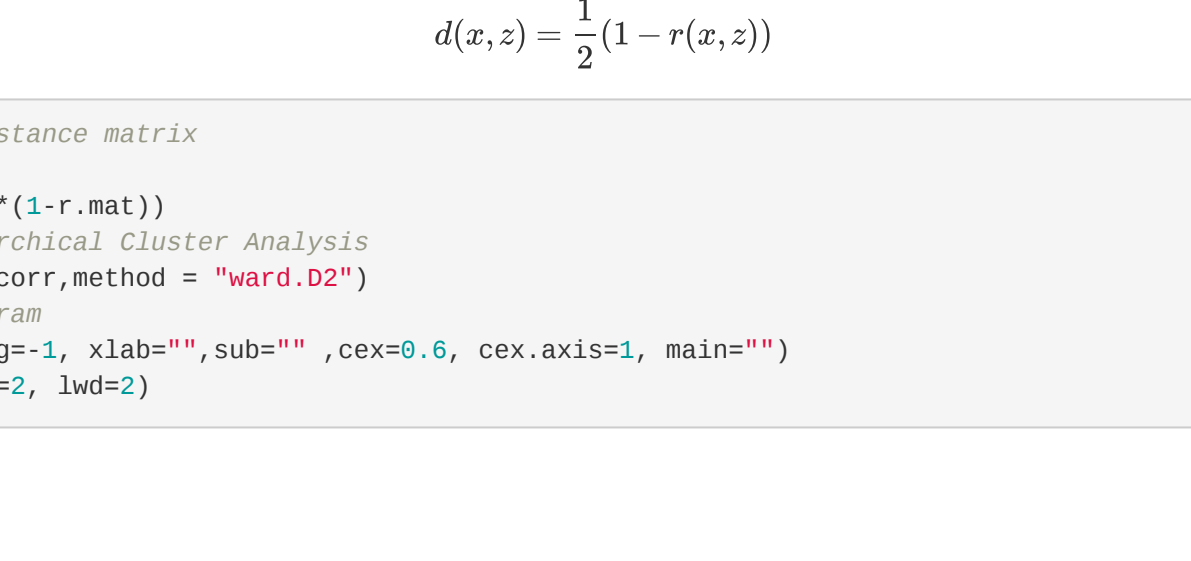 d(x, z) = 1/2 (1 − r(x, z))
stance matrix
*(1-r.mat))
rchical Cluster Analysis
corr,method = "ward.D2")
ram
g=-1, xlab="",sub="" ,cex=0.6, cex.axis=1, main="")
=2, lwd=2)